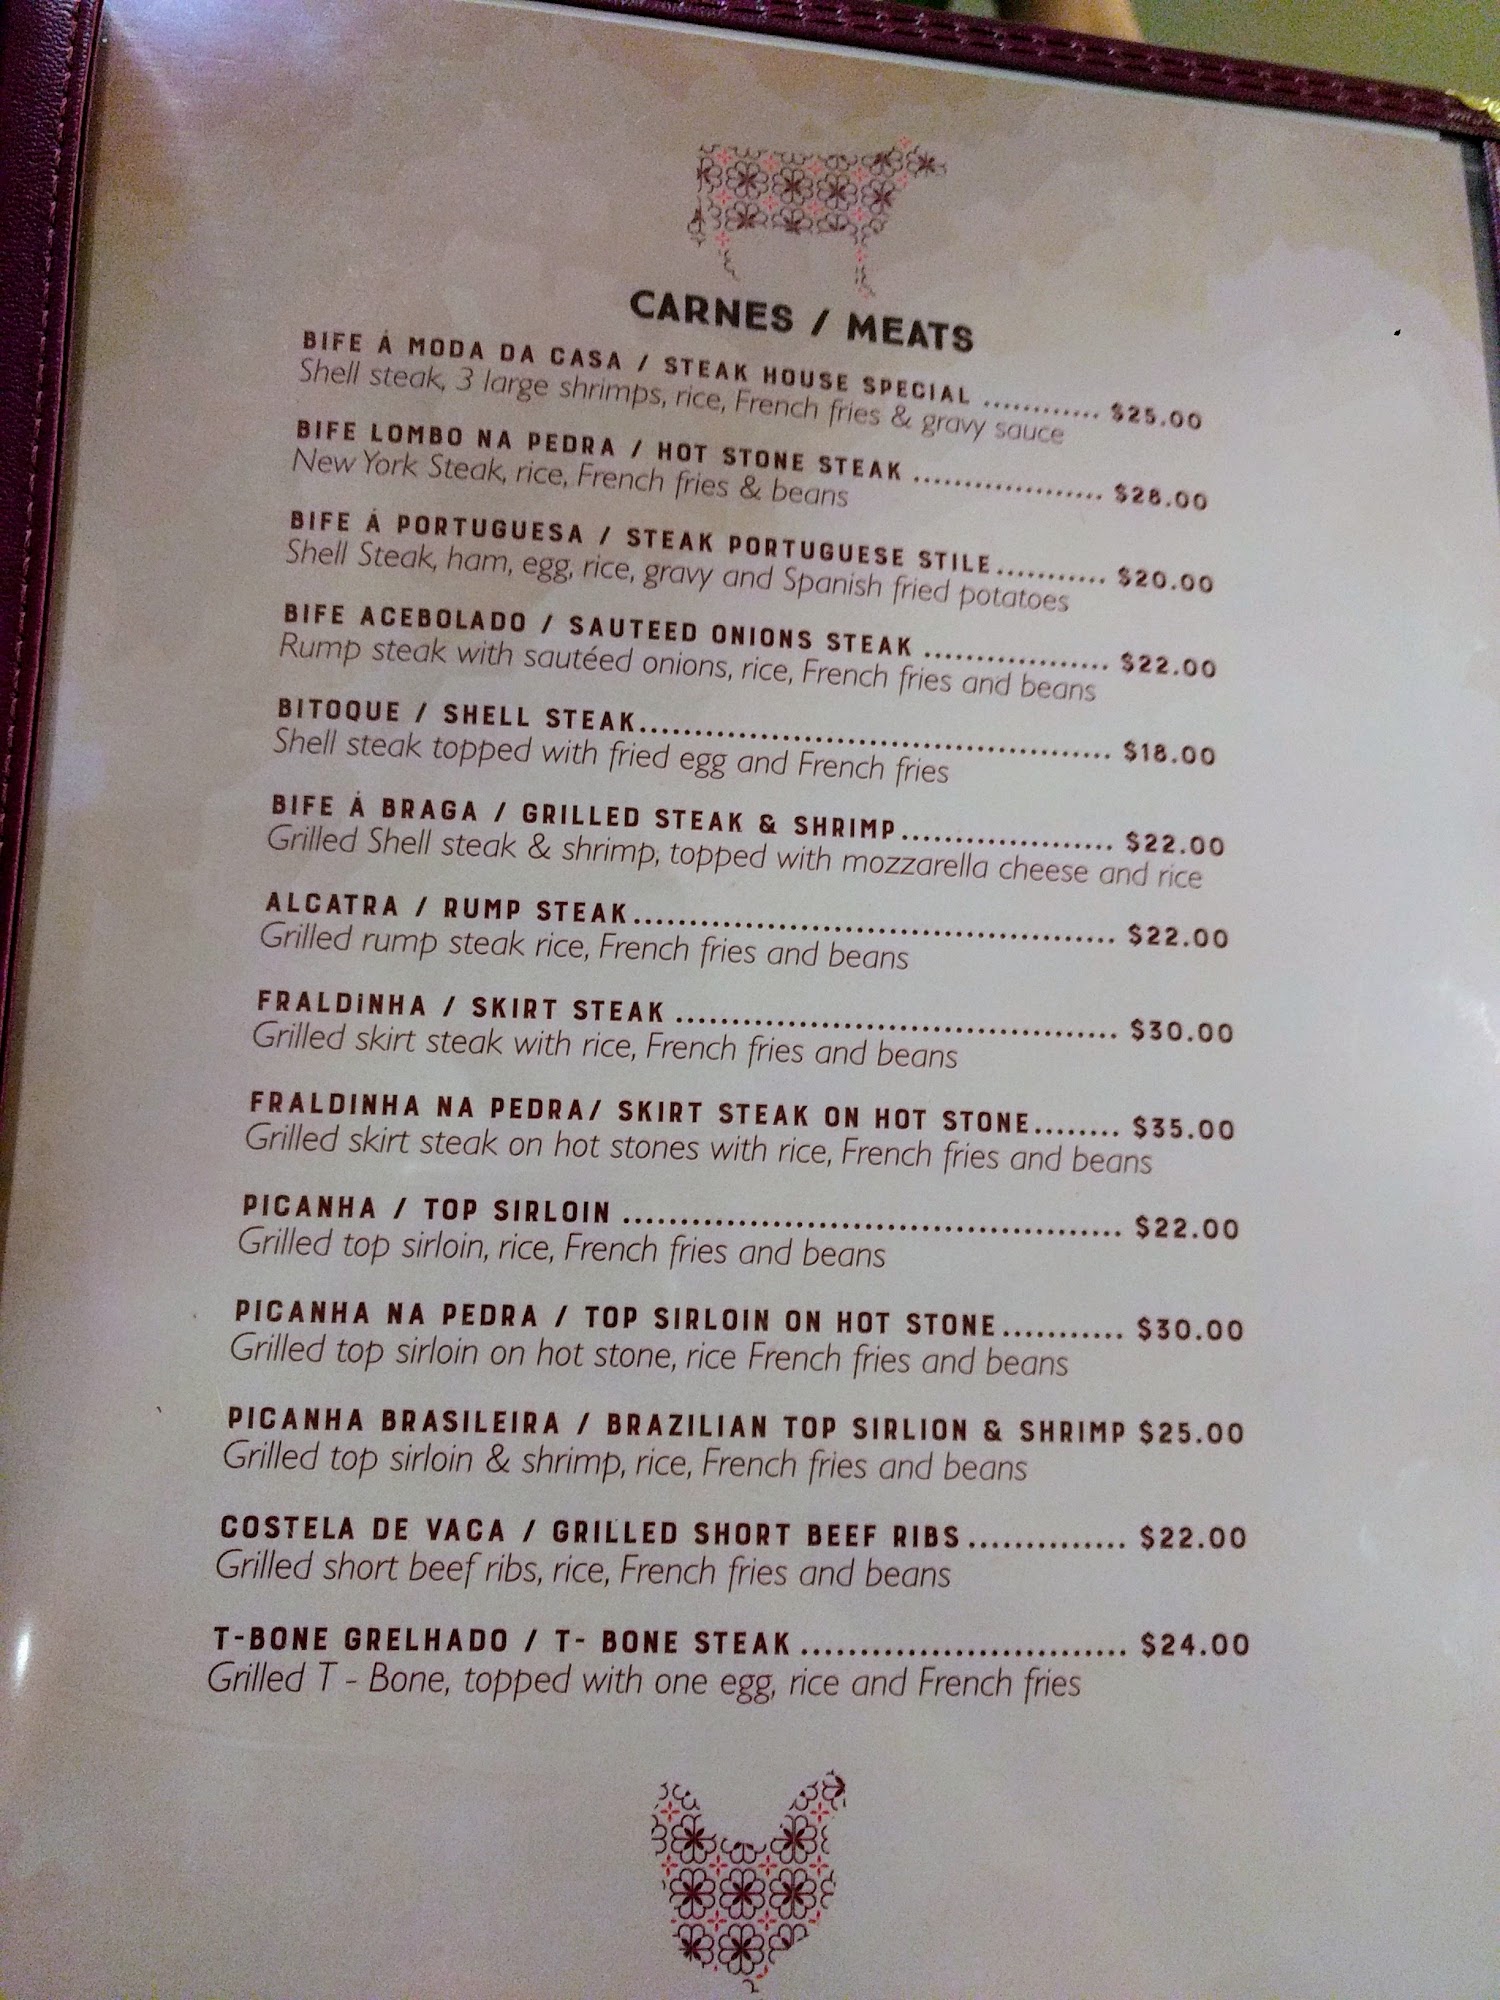 CARNES / MEATS
BIFE Á MODA DA CASA / STEAK HOUSE SPECIAL ............ $25.00
Shell steak, 3 large shrimps, rice, French fries & gravy sauce
BIFE LOMBO NA PEDRA / HOT STONE STEAK .................... $28.00
New York Steak, rice, French fries & beans
BIFE Á PORTUGUESA / STEAK PORTUGUESE STILE............ $20.00
Shell Steak, ham, egg, rice, gravy and Spanish fried potatoes
BIFE ACEBOLADO / SAUTEED ONIONS STEAK .................... $22.00
Rump steak with sautéed onions, rice, French fries and beans
BITOQUE / SHELL STEAK.................................................. $18.00
Shell steak topped with fried egg and French fries
BIFE Á BRAGA / GRILLED STEAK & SHRIMP...................... $22.00
Grilled Shell steak & shrimp, topped with mozzarella cheese and rice
ALCATRA / RUMP STEAK................................................... $22.00
Grilled rump steak rice, French fries and beans
FRALDiNHA / SKIRT STEAK ............................................... $30.00
Grilled skirt steak with rice, French fries and beans
FRALDINHA NA PEDRA/ SKIRT STEAK ON HOT STONE........ $35.00
Grilled skirt steak on hot stones with rice, French fries and beans
PICANHA / TOP SIRLOIN ..................................................... $22.00
Grilled top sirloin, rice, French fries and beans
PICANHA NA PEDRA / TOP SIRLOIN ON HOT STONE........... $30.00
Grilled top sirloin on hot stone, rice French fries and beans
PICANHA BRASILEIRA / BRAZILIAN TOP SIRLION & SHRIMP $25.00
Grilled top sirloin & shrimp, rice, French fries and beans
COSTELA DE VACA / GRILLED SHORT BEEF RIBS.............. $22.00
Grilled short beef ribs, rice, French fries and beans
T-BONE GRELHADO / T- BONE STEAK ............................. $24.00
Grilled T - Bone, topped with one egg, rice and French fries